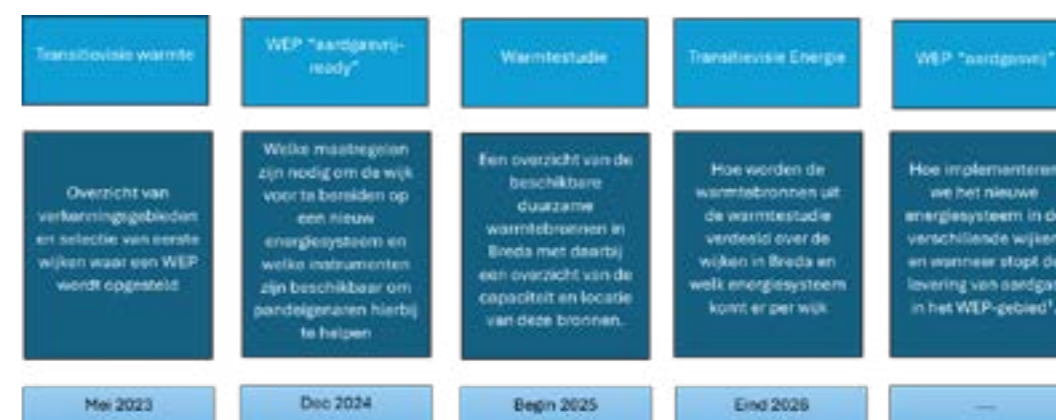 Transitievisie warmte
WEP "aardgasvrij-
ready"
Warmtestudie
Transitievisie Energie
WEP "aardgasvrij"
Overzicht van
verkenningsgebieden
en selectie van eerste
wijken waar een WEP
wordt opgesteld
Welke maatregelen
zijn nodig om de wijk
voor te bereiden op
een nieuw
energiesysteem en
welke instrumenten
zijn beschikbaar om
pandeigenaren hierbij
te helpen
Een overzicht van de
beschikbare
duurzame
warmtebronnen in
Breda met daarbij
een overzicht van de
capaciteit en locatie
van deze bronnen.
Hoe worden de
warmtebronnen uit
de warmtestudie
verdeeld over de
wijken in Breda en
welk energiesysteem
komt er per wijk
Hoe implementeren
we het nieuwe
energiesysteem in de
verschillende wijken
en wanneer stopt de
levering van aardgas
in het WEP-gebied
Mei 2023
Dec 2024
Begin 2025
Eind 2026
....